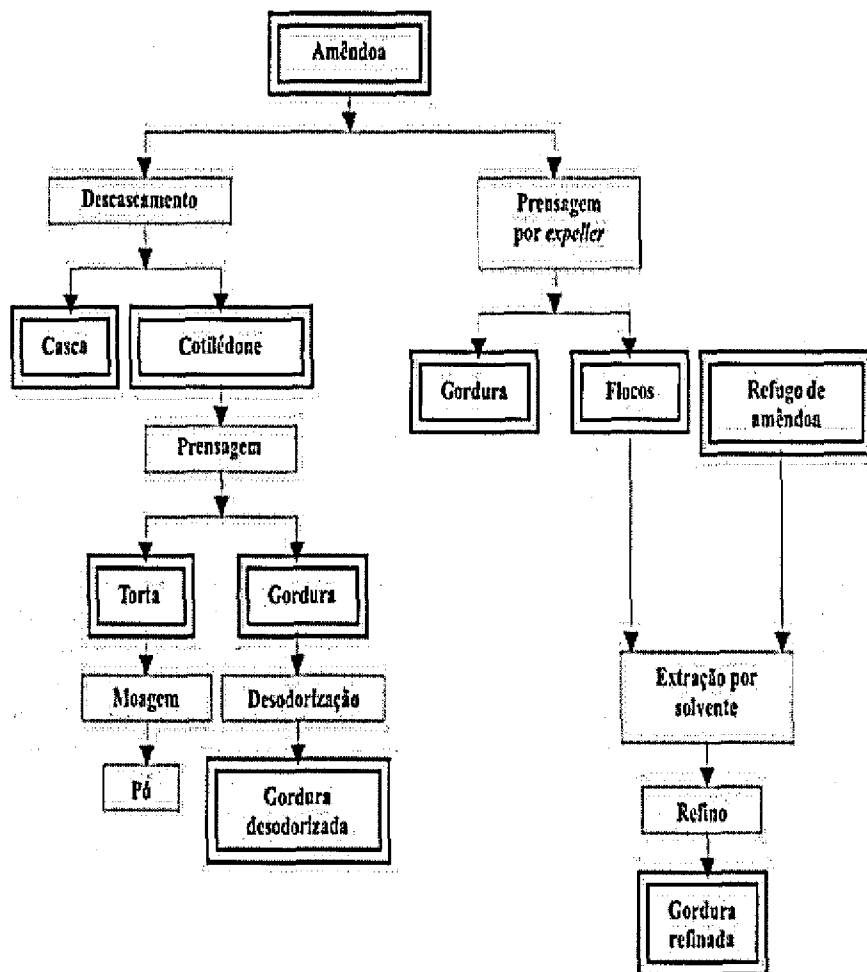 Amêndoa
Descascamento
Prensagem
por expeller
Casca
Cotilédone
Gordura
Flocos
Refugo de
amêndoa
Prensagem
Torta
Gordura
Extração por
solvente
Moagem
Desodorização
Pó
Gordura
desodorizada
Refino
Gordura
refinada